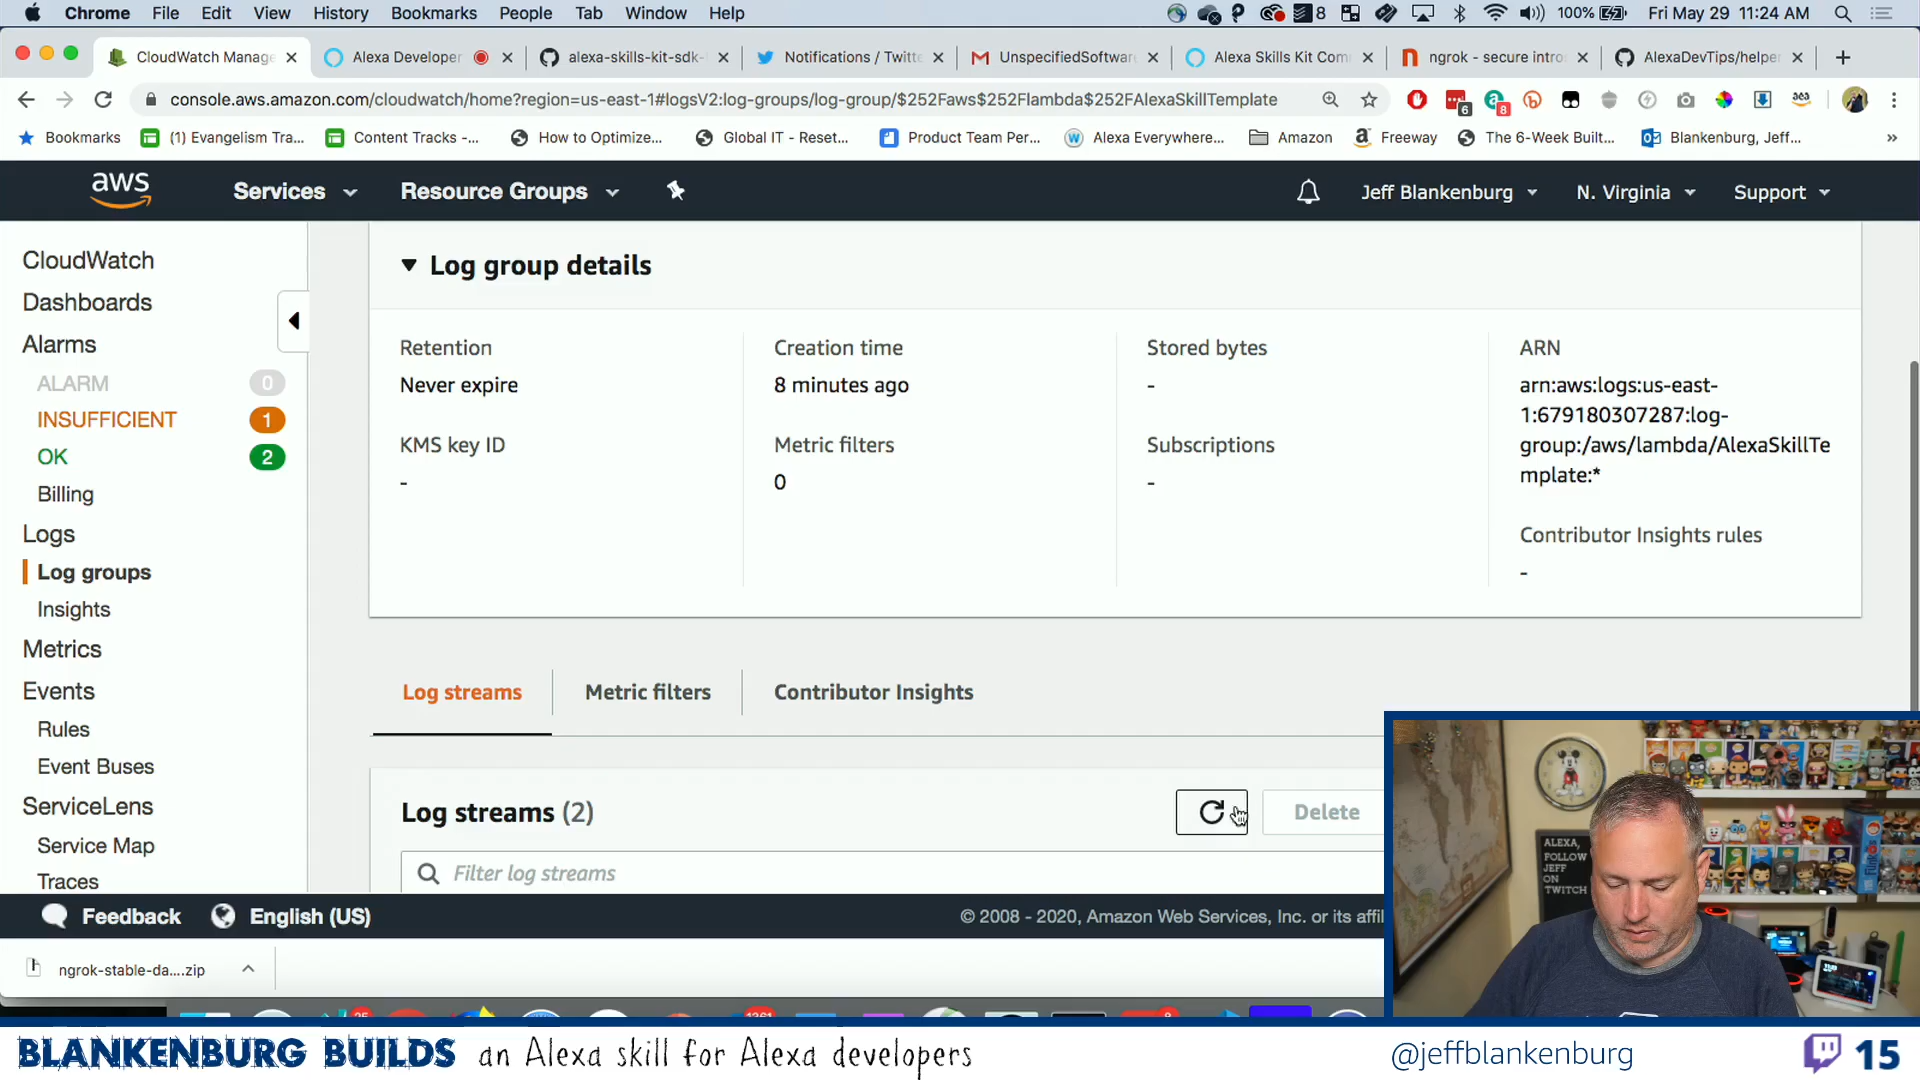 Chrome File Edit View History Bookmarks People Tab Window Help 8 100% Fri May 29 11:24 AM
CloudWatch Manage Alexa Developer alexa-skills-kit-sdk- Notifications / Twitte UnspecifiedSoftwar Alexa Skills Kit Com ngrok - secure intro AlexaDevTips/helper
console.aws.amazon.com/cloudwatch/home?region=us-east-1#logsV2:log-groups/log-group/$252Faws$252Flambda$252FAlexaSkillTemplate 6 8
Bookmarks (1) Evangelism Tra... Content Tracks -... How to Optimize... Global IT - Reset... Product Team Per... Alexa Everywhere... Amazon Freeway The 6-Week Built... Blankenburg, Jeff... »
aws Services Resource Groups Jeff Blankenburg N. Virginia Support
CloudWatch
Dashboards
Alarms
ALARM 0
INSUFFICIENT 1
OK 2
Billing
Logs
Log groups
Insights
Metrics
Events
Rules
Event Buses
ServiceLens
Service Map
Traces
Log group details
Retention
Never expire
KMS key ID
-
Creation time
8 minutes ago
Metric filters
0
Stored bytes
-
Subscriptions
-
ARN
arn:aws:logs:us-east-
1:679180307287:log-
group:/aws/lambda/AlexaSkillTe
mplate:*
Contributor Insights rules
-
Log streams Metric filters Contributor Insights
Log streams (2) Delete
Filter log streams
Feedback English (US) © 2008 - 2020, Amazon Web Services, Inc. or its affil
ngrok-stable-da....zip
25 1361 8
ALEXA,
FOLLOW
JEFF
ON
TWITCH
BLANKENBURG BUILDS an Alexa skill for Alexa developers @jeffblankenburg 15